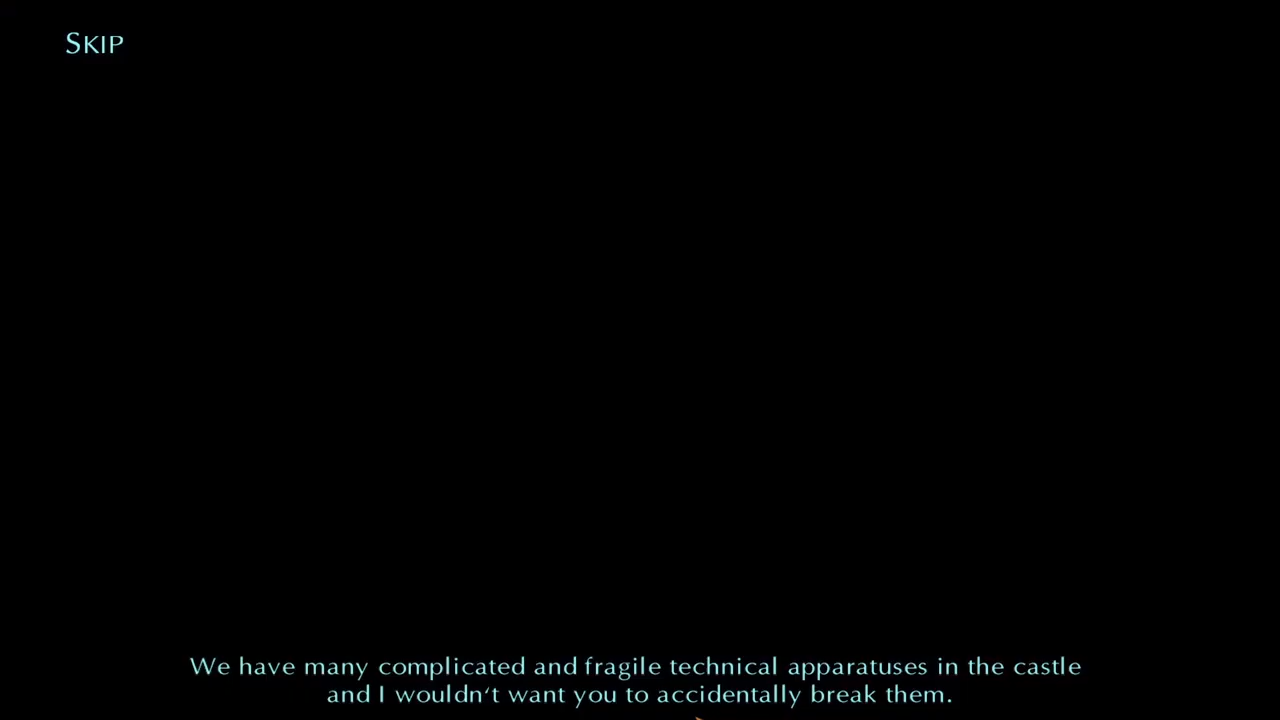 SKIP
We have many complicated and fragile technical apparatuses in the castle
and I wouldn‘t want you to accidentally break them.